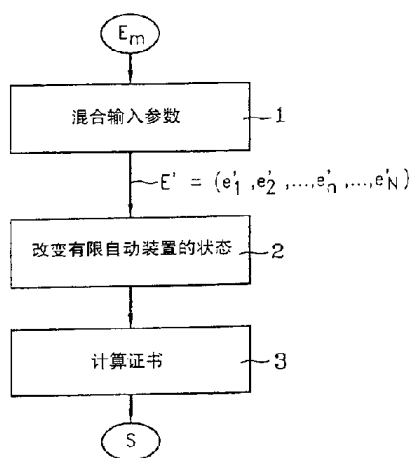 Em
混合输入参数
1
E' = (e'1 ,e'2 ,...,e'n ,...,e'N)
改变有限自动装置的状态
2
计算证书
3
S